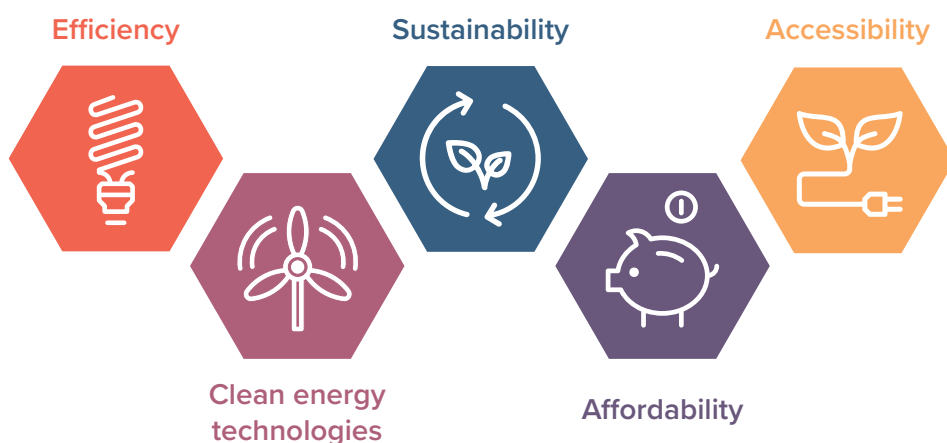 Efficiency
Sustainability
Accessibility
Clean energy
technologies
Affordability